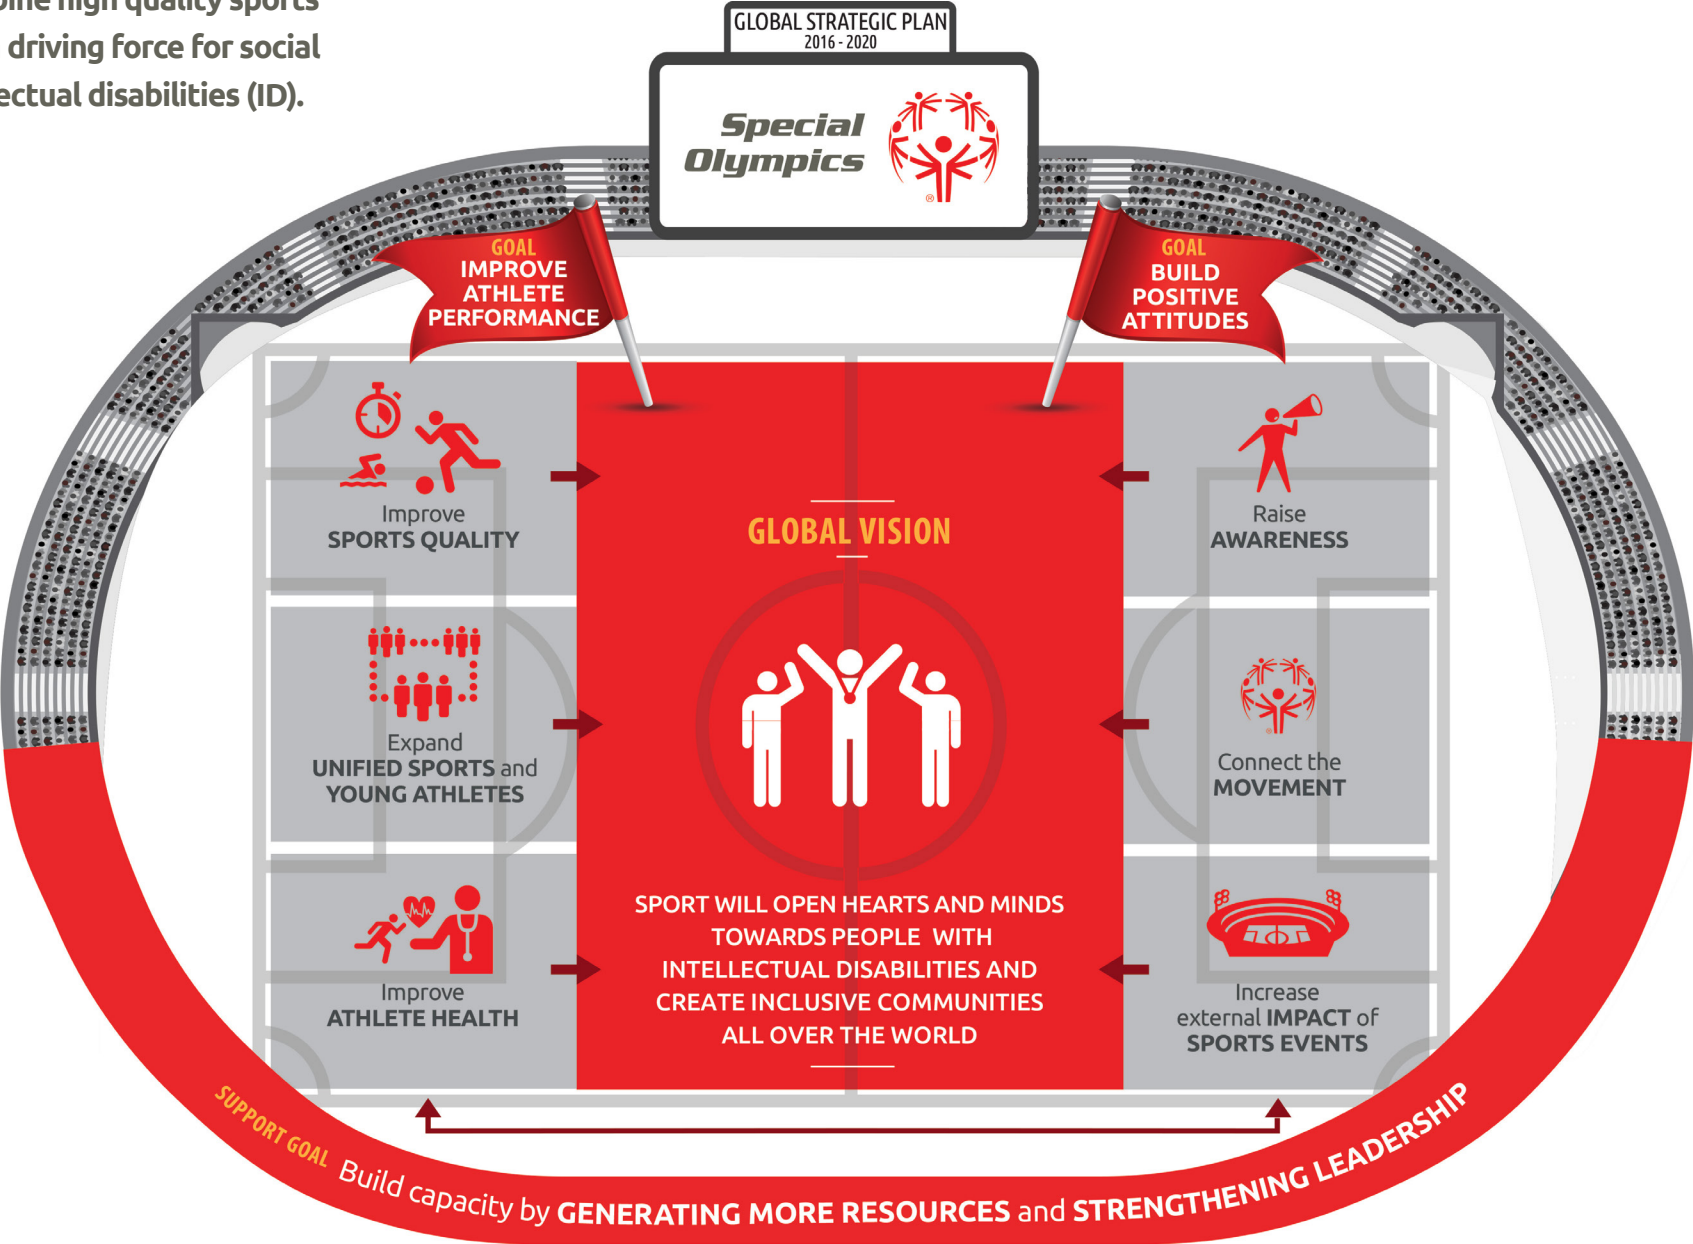 high quality sports
driving force for social
disabilities (ID).
GLOBAL STRATEGIC PLAN
2016 - 2020
Special
Olympics
®
GOAL
IMPROVE
ATHLETE
PERFORMANCE
GOAL
BUILD
POSITIVE
ATTITUDES
Improve
SPORTS QUALITY
Expand
UNIFIED SPORTS and
YOUNG ATHLETES
Improve
ATHLETE HEALTH
GLOBAL VISION
SPORT WILL OPEN HEARTS AND MINDS
TOWARDS PEOPLE WITH
INTELLECTUAL DISABILITIES AND
CREATE INCLUSIVE COMMUNITIES
ALL OVER THE WORLD
Raise
AWARENESS
Connect the
MOVEMENT
Increase
external IMPACT of
SPORTS EVENTS
SUPPORT GOAL Build capacity by GENERATING MORE RESOURCES and STRENGTHENING LEADERSHIP